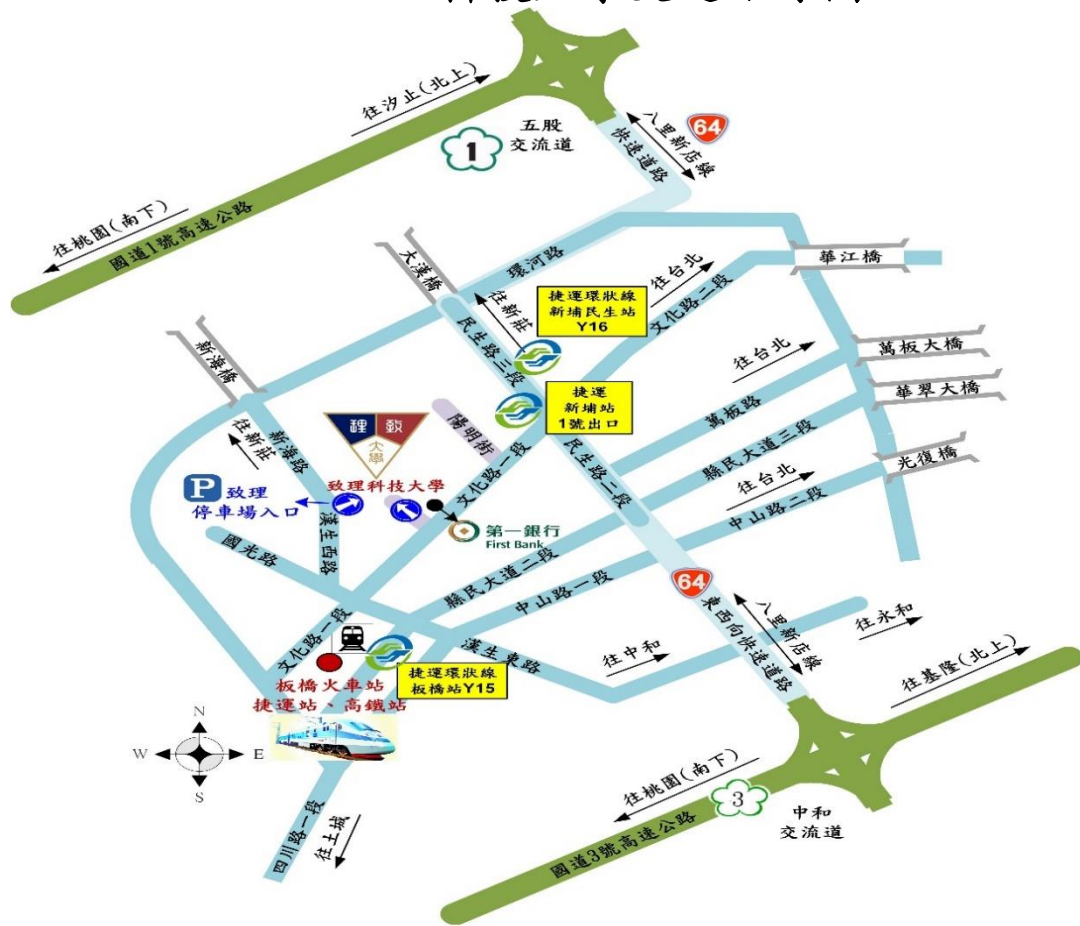 往汐止(北上)
五股
交流道
1
64
八里新店線
快速道路
往桃園(南下)
國道1號高速公路
大漢橋
環河路
往台北
華江橋
往新莊
捷運環狀線
新埔民生站
Y16
文化路二段
民生路三段
新海橋
往台北
萬板大橋
捷運
新埔站
1號出口
華翠大橋
陽明街
萬板路
往新莊
新海路
理 致
大學
文化路一段
民生路二段
縣民大道三段
光復橋
致理科技大學
往台北
P 致理
停車場入口
中山路二段
漢生西路
第一銀行
First Bank
國光路
縣民大道二段
64
中山路一段
文化路一段
東西向快速道路
八里新店線
往永和
漢生東路
往中和
捷運環狀線
板橋站Y15
板橋火車站
捷運站、高鐵站
往基隆(北上)
N
W E
S
往桃園(南下)
3
中和
交流道
四川路一段
往土城
國道3號高速公路